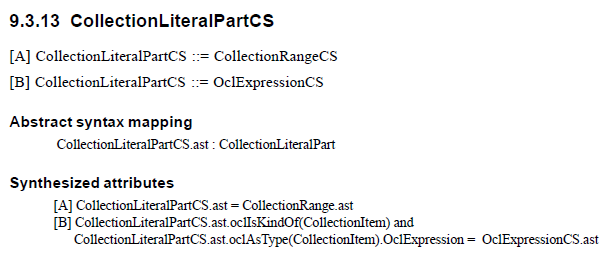 9.3.13 CollectionLiteralPartCS
[A] CollectionLiteralPartCS ::= CollectionRangeCS
[B] CollectionLiteralPartCS ::= OclExpressionCS
Abstract syntax mapping
CollectionLiteralPartCS.ast : CollectionLiteralPart
Synthesized attributes
[A] CollectionLiteralPartCS.ast = CollectionRange.ast
[B] CollectionLiteralPartCS.ast.oclIsKindOf(CollectionItem) and
CollectionLiteralPartCS.ast.oclAsType(CollectionItem).OclExpression = OclExpressionCS.ast